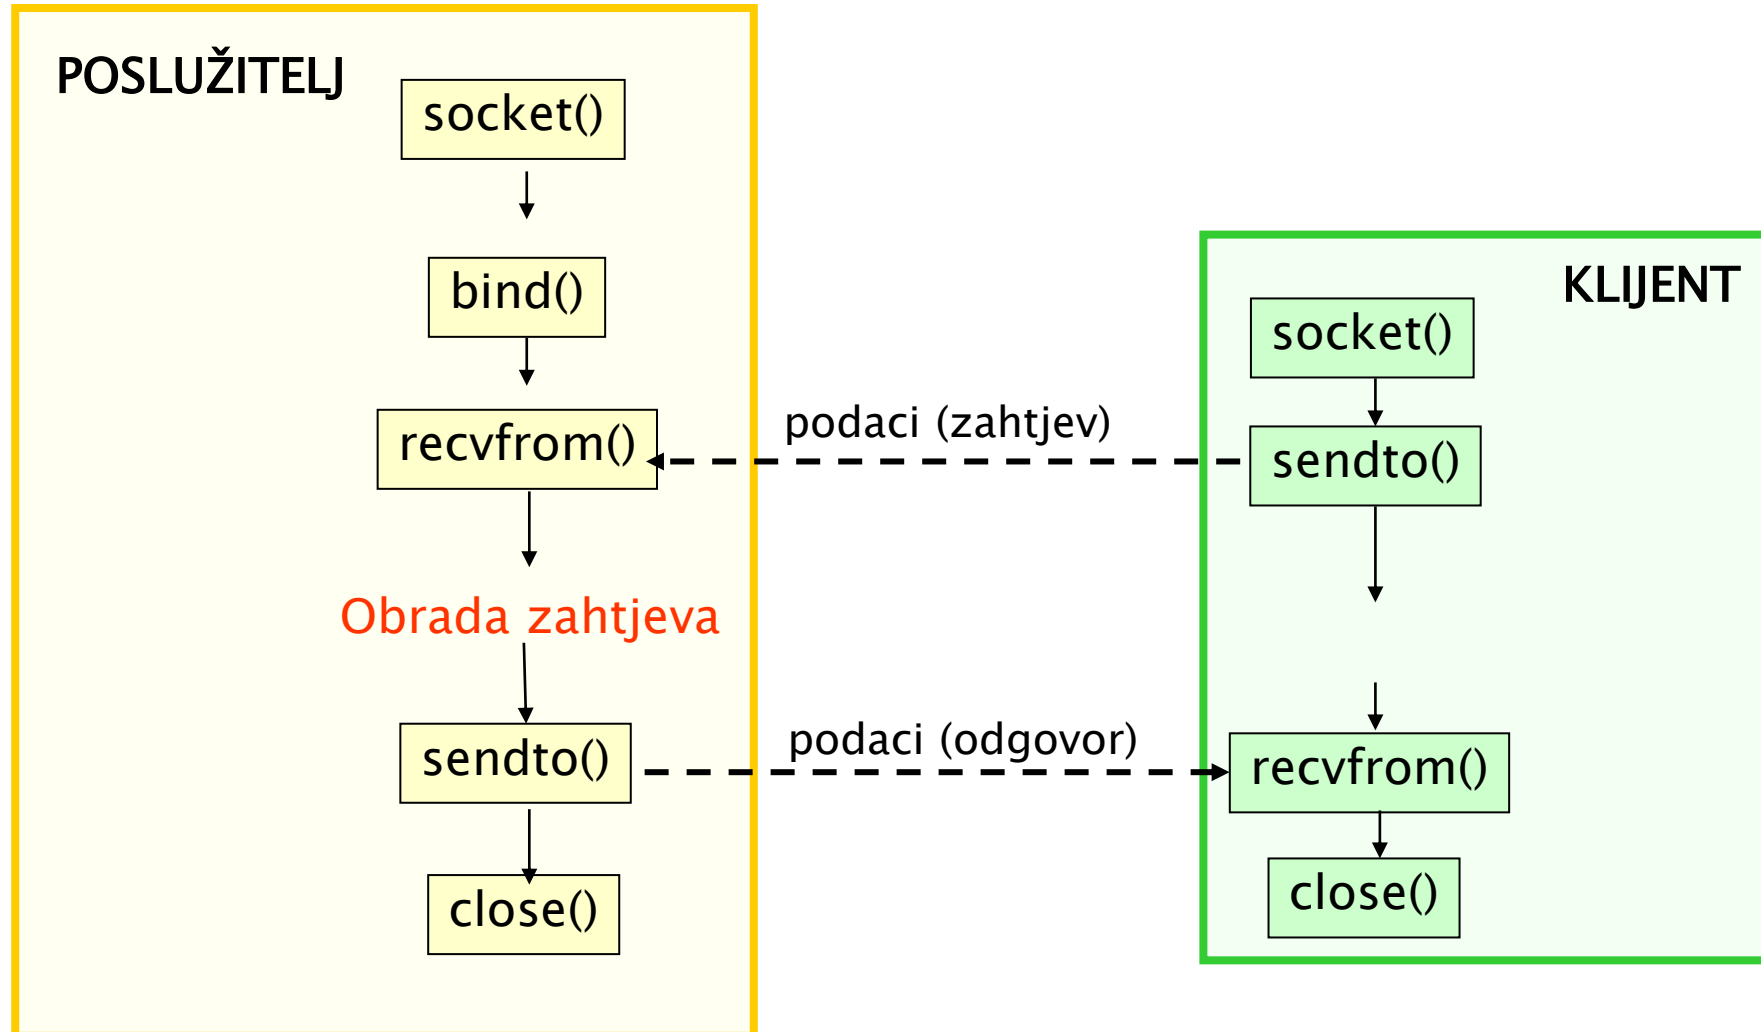 POSLUŽITELJ
socket()
bind()
recvfrom()
Obrada zahtjeva
sendto()
close()
podaci (zahtjev)
podaci (odgovor)
KLIJENT
socket()
sendto()
recvfrom()
close()